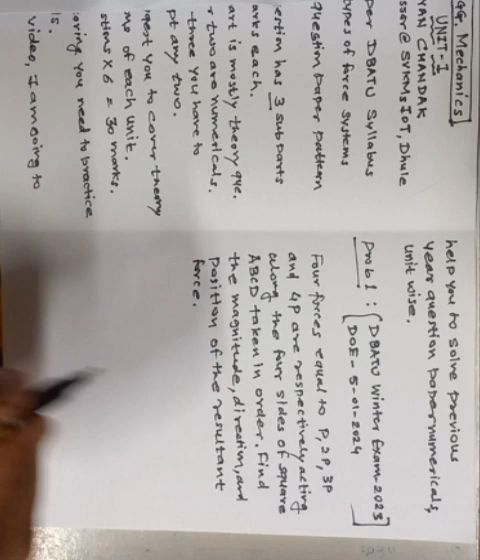 GG. Mechanics
UNIT-I
YAN CHANDAK
ssor @ SVKMs IOT, Dhule
per DBATU Syllabus
ypes of force systems
question paper pattern
estion has 3 sub parts
arks each.
art is mostly theory que.
r two are numericals.
three you have to
pt any two.
ggest you to cover theory
ms of each unit.
stions X 6 = 30 marks.
oring you need to practice
ls.
video, I am going to
help you to solve previous
year question paper numericals,
unit wise.
Prob 1 : [DBATU Winter Exam-2023
DOE - 5-01-2024]
Four forces equal to P, 2P, 3P
and 4P are respectively acting
along the four sides of square
ABCD taken in order. Find
the magnitude, direction, and
position of the resultant
force.